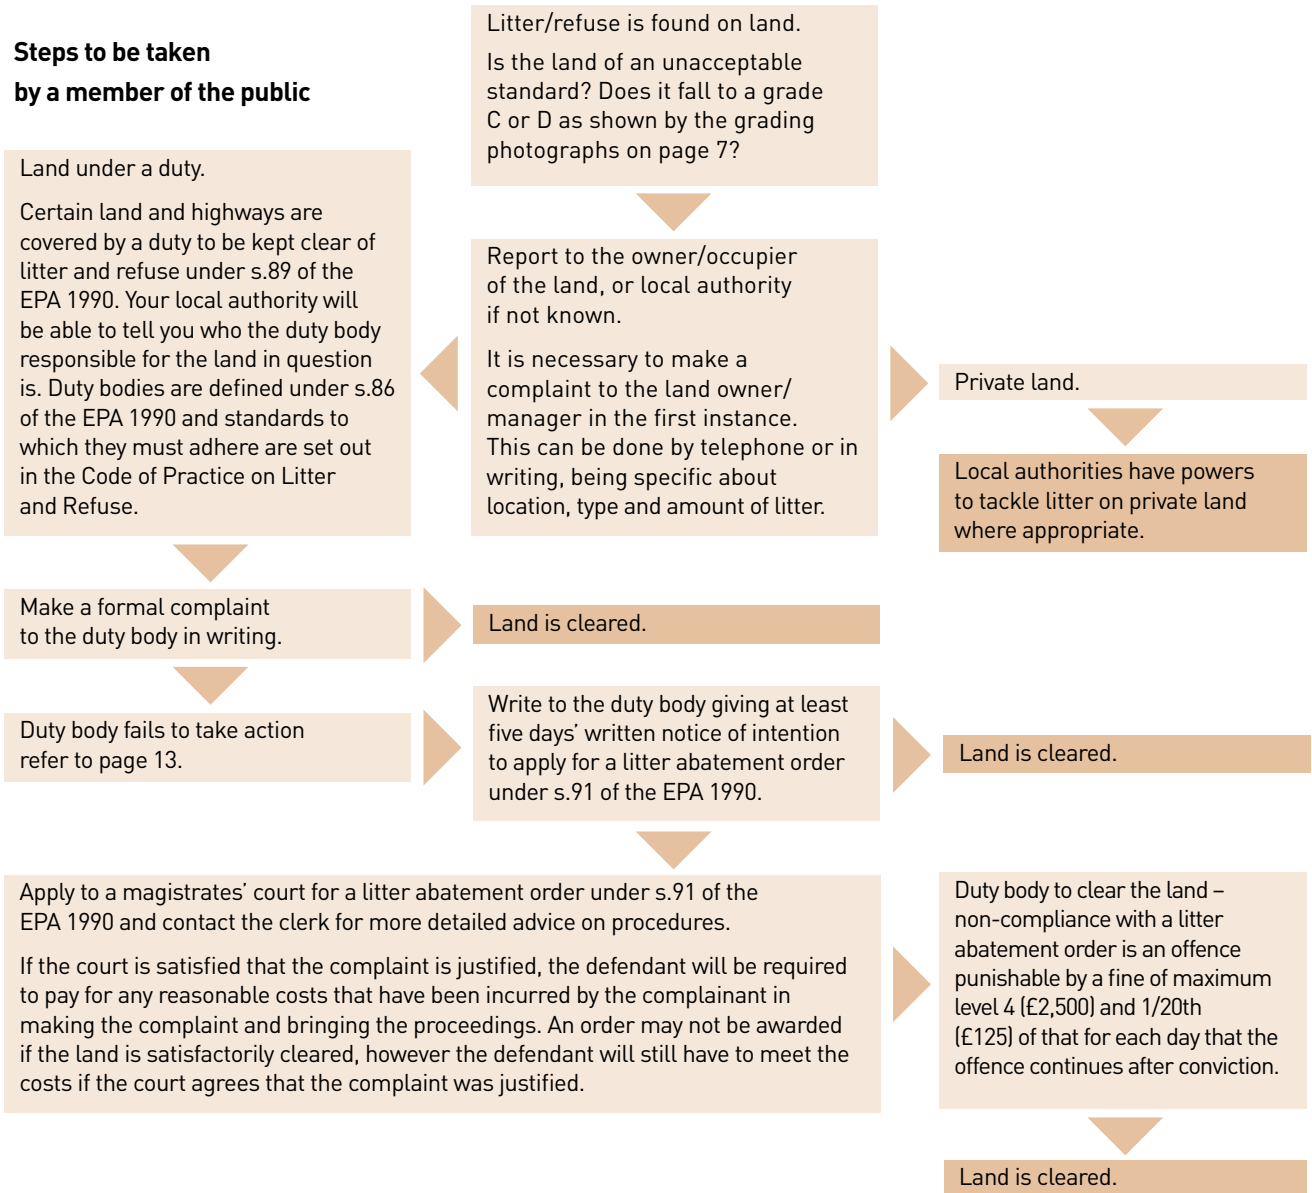 Steps to be taken
by a member of the public
Litter/refuse is found on land.
Is the land of an unacceptable
standard? Does it fall to a grade
C or D as shown by the grading
photographs on page 7?
Land under a duty.
Certain land and highways are
covered by a duty to be kept clear of
litter and refuse under s.89 of the
EPA 1990. Your local authority will
be able to tell you who the duty body
responsible for the land in question
is. Duty bodies are defined under s.86
of the EPA 1990 and standards to
which they must adhere are set out
in the Code of Practice on Litter
and Refuse.
Report to the owner/occupier
of the land, or local authority
if not known.
It is necessary to make a
complaint to the land owner/
manager in the first instance.
This can be done by telephone or in
writing, being specific about
location, type and amount of litter.
Private land.
Local authorities have powers
to tackle litter on private land
where appropriate.
Make a formal complaint
to the duty body in writing.
Land is cleared.
Duty body fails to take action
refer to page 13.
Write to the duty body giving at least
five days’ written notice of intention
to apply for a litter abatement order
under s.91 of the EPA 1990.
Land is cleared.
Apply to a magistrates’ court for a litter abatement order under s.91 of the
EPA 1990 and contact the clerk for more detailed advice on procedures.
If the court is satisfied that the complaint is justified, the defendant will be required
to pay for any reasonable costs that have been incurred by the complainant in
making the complaint and bringing the proceedings. An order may not be awarded
if the land is satisfactorily cleared, however the defendant will still have to meet the
costs if the court agrees that the complaint was justified.
Duty body to clear the land –
non-compliance with a litter
abatement order is an offence
punishable by a fine of maximum
level 4 (£2,500) and 1/20th
(£125) of that for each day that the
offence continues after conviction.
Land is cleared.